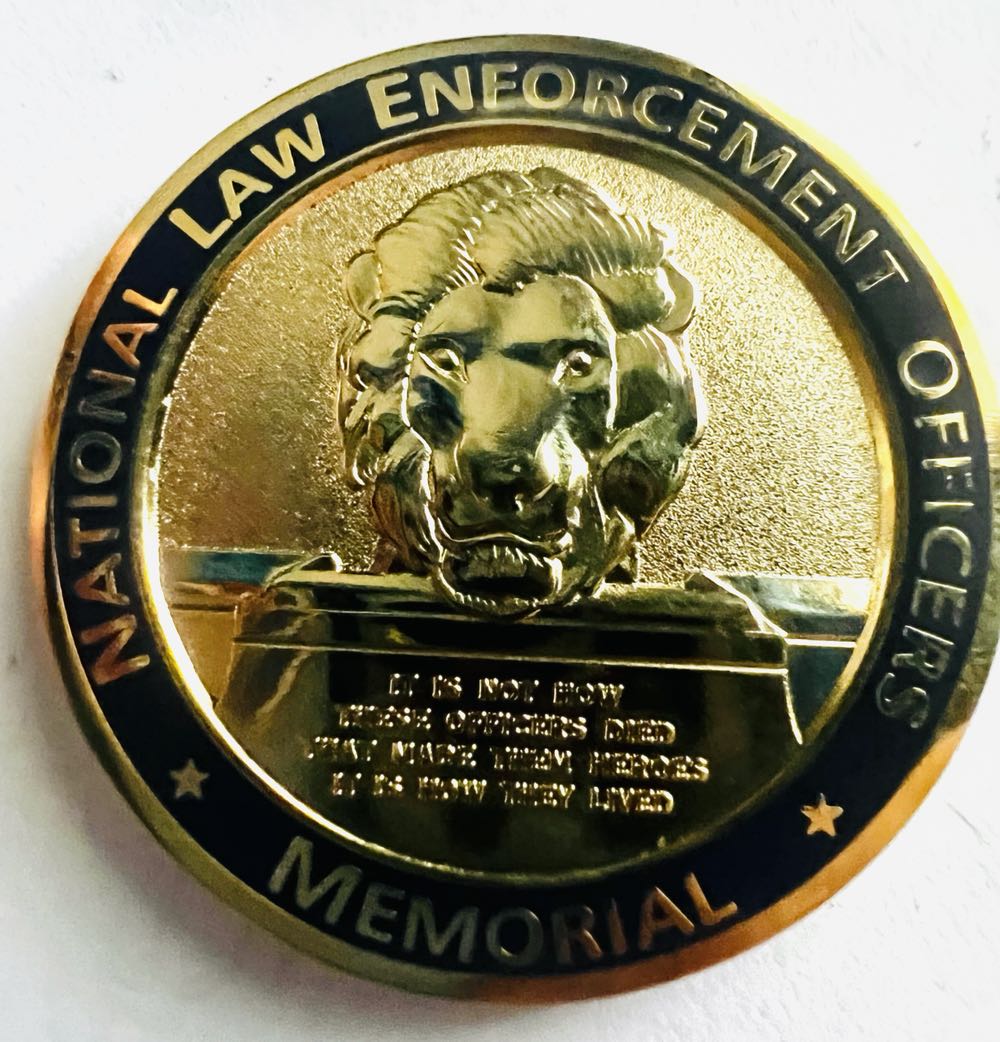 NATIONAL LAW ENFORCEMENT OFFICERS
IT IS NOT HOW
THESE OFFICERS DIED
THAT MADE THEM HEROES
IT IS HOW THEY LIVED
MEMORIAL